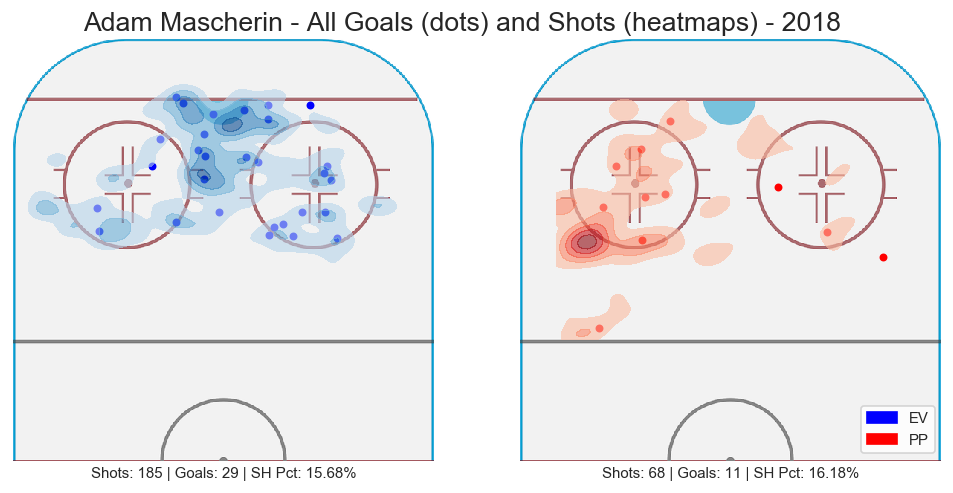 Adam Mascherin - All Goals (dots) and Shots (heatmaps) - 2018
EV
PP
Shots: 185 | Goals: 29 | SH Pct: 15.68%
Shots: 68 | Goals: 11 | SH Pct: 16.18%